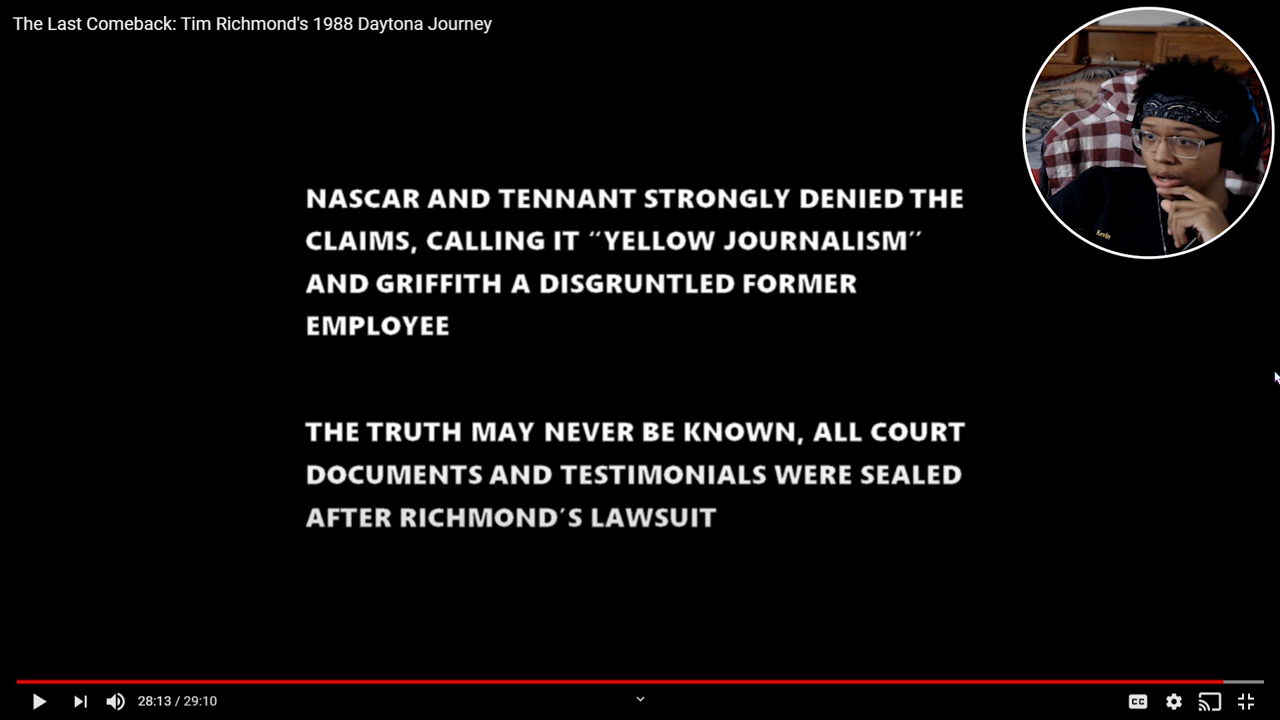 The Last Comeback: Tim Richmond's 1988 Daytona Journey
NASCAR AND TENNANT STRONGLY DENIED THE
CLAIMS, CALLING IT “YELLOW JOURNALISM”
AND GRIFFITH A DISGRUNTLED FORMER
EMPLOYEE
THE TRUTH MAY NEVER BE KNOWN, ALL COURT
DOCUMENTS AND TESTIMONIALS WERE SEALED
AFTER RICHMOND'S LAWSUIT
Kevin
28:13 / 29:10
CC